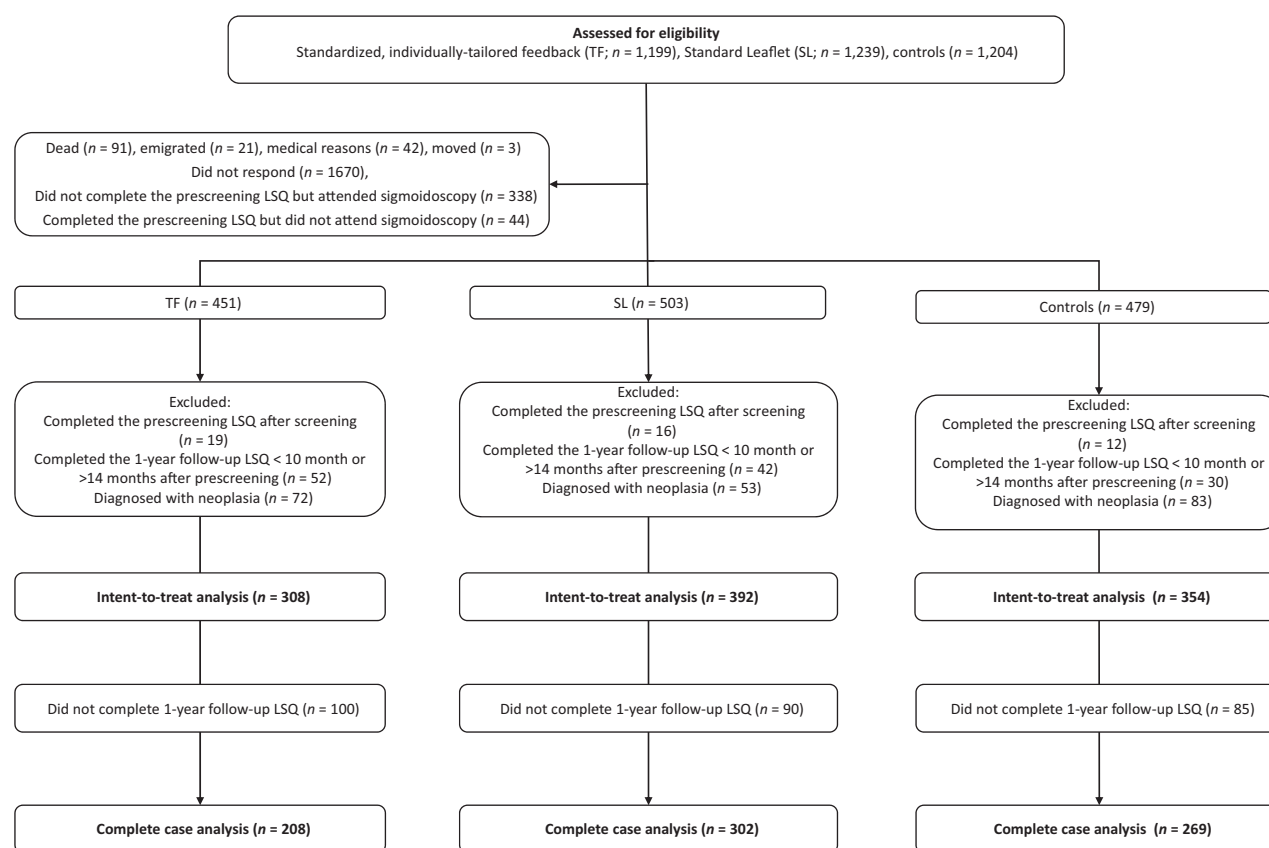 Assessed for eligibility
Standardized, individually-tailored feedback (TF; n = 1,199), Standard Leaflet (SL; n = 1,239), controls (n = 1,204)
Dead (n = 91), emigrated (n = 21), medical reasons (n = 42), moved (n = 3)
Did not respond (n = 1670),
Did not complete the prescreening LSQ but attended sigmoidoscopy (n = 338)
Completed the prescreening LSQ but did not attend sigmoidoscopy (n = 44)
TF (n = 451)
SL (n = 503)
Controls (n = 479)
Excluded:
Completed the prescreening LSQ after screening
(n = 19)
Completed the 1-year follow-up LSQ < 10 month or
>14 months after prescreening (n = 52)
Diagnosed with neoplasia (n = 72)
Excluded:
Completed the prescreening LSQ after screening
(n = 16)
Completed the 1-year follow-up LSQ < 10 month or
>14 months after prescreening (n = 42)
Diagnosed with neoplasia (n = 53)
Excluded:
Completed the prescreening LSQ after screening
(n = 12)
Completed the 1-year follow-up LSQ < 10 month or
>14 months after prescreening (n = 30)
Diagnosed with neoplasia (n = 83)
Intent-to-treat analysis (n = 308)
Intent-to-treat analysis (n = 392)
Intent-to-treat analysis (n = 354)
Did not complete 1-year follow-up LSQ (n = 100)
Did not complete 1-year follow-up LSQ (n = 90)
Did not complete 1-year follow-up LSQ (n = 85)
Complete case analysis (n = 208)
Complete case analysis (n = 302)
Complete case analysis (n = 269)